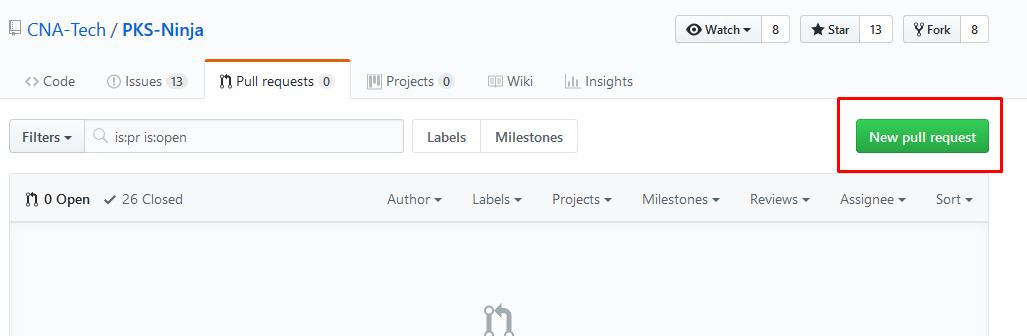 CNA-Tech / PKS-Ninja
Watch 8 Star 13 Fork 8
Code Issues 13 Pull requests 0 Projects 0 Wiki Insights
Filters is:pr is:open Labels Milestones New pull request
0 Open 26 Closed Author Labels Projects Milestones Reviews Assignee Sort